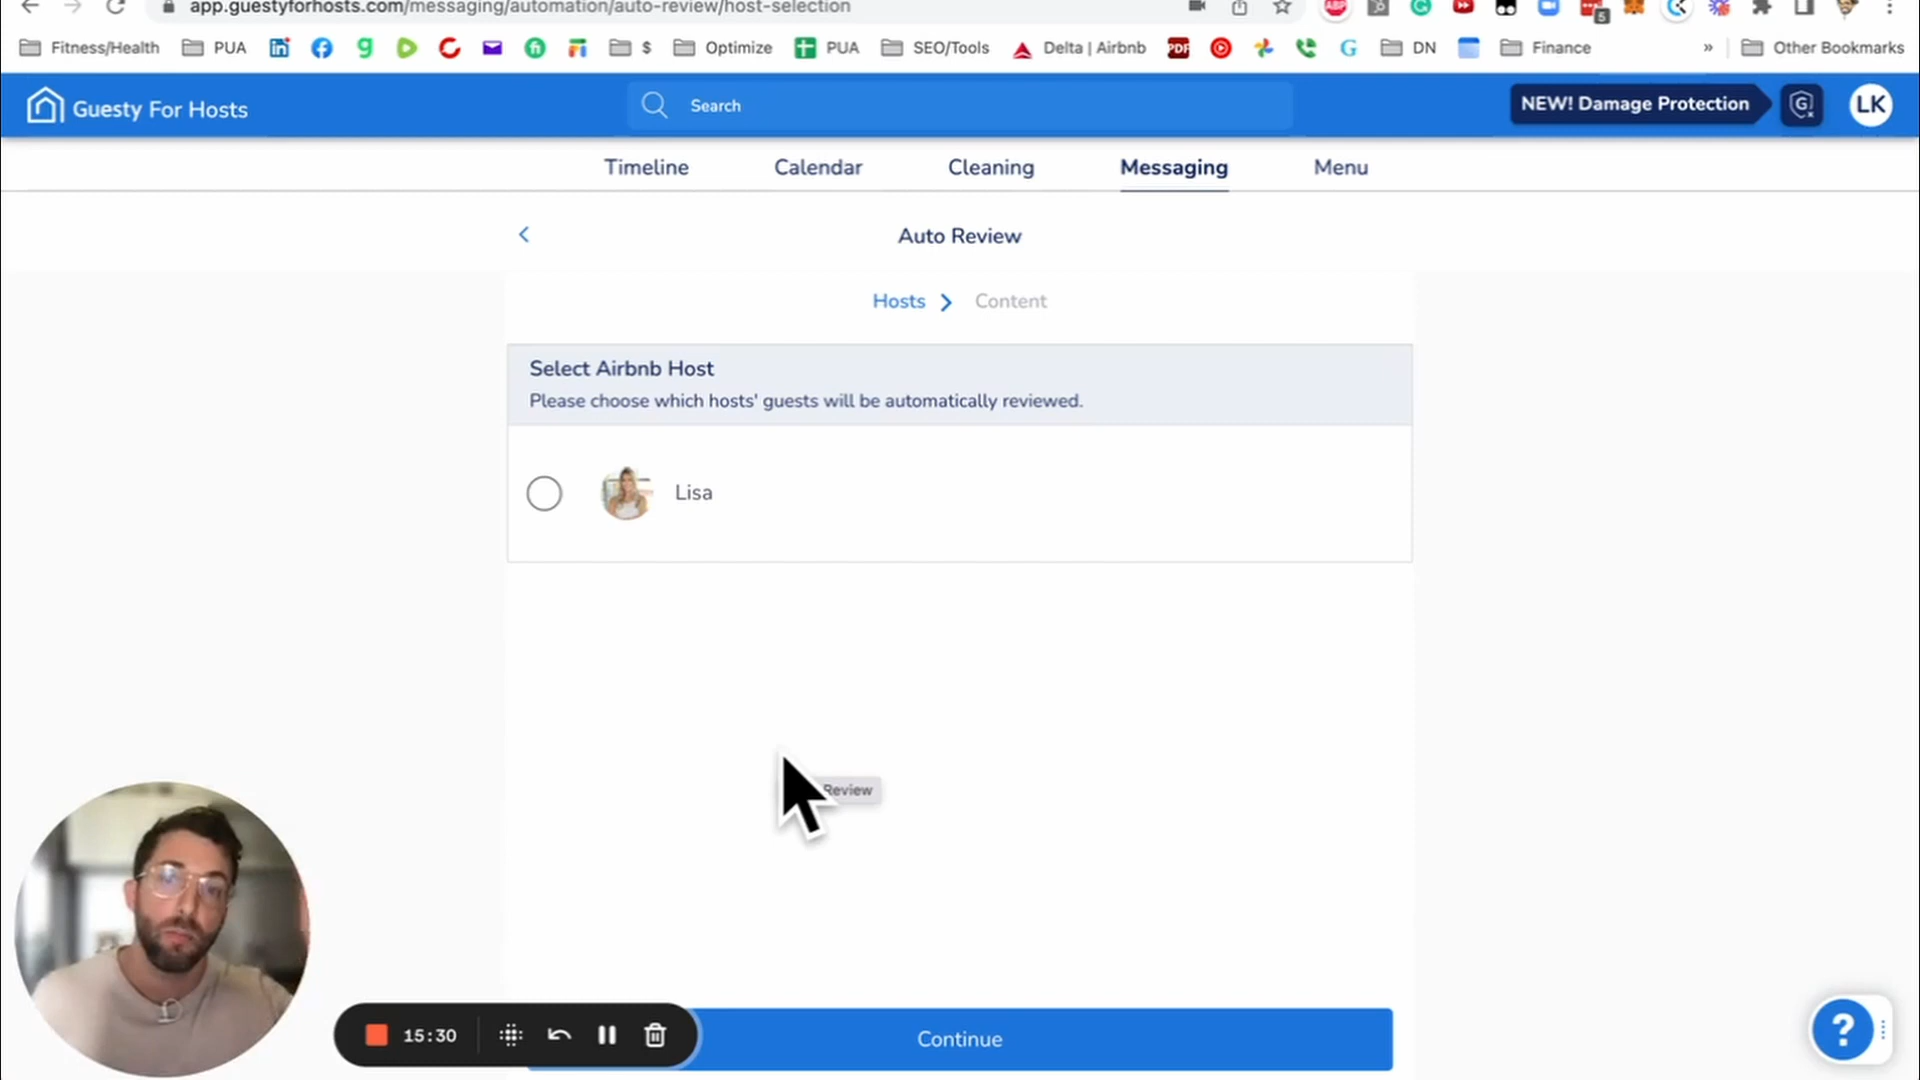 app.guestyforhosts.com/messaging/automation/auto-review/host-selection
5
Fitness/Health
PUA
$
Optimize
PUA
SEO/Tools
Delta | Airbnb
PDF
DN
Finance
»
Other Bookmarks
Guesty For Hosts
Search
NEW! Damage Protection
LK
Timeline
Calendar
Cleaning
Messaging
Menu
Auto Review
Hosts
Content
Select Airbnb Host
Please choose which hosts' guests will be automatically reviewed.
Lisa
Review
15:30
Continue
?